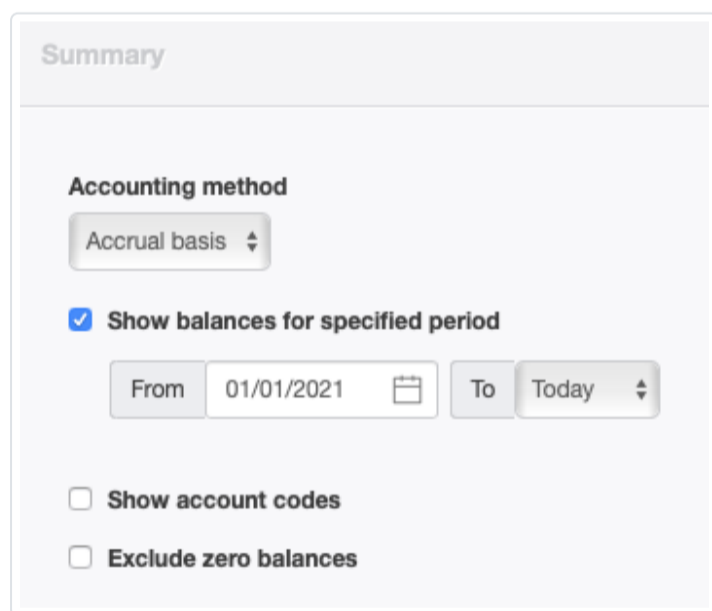 Summary
Accounting method
Accrual basis
Show balances for specified period
From 01/01/2021 To Today
Show account codes
Exclude zero balances